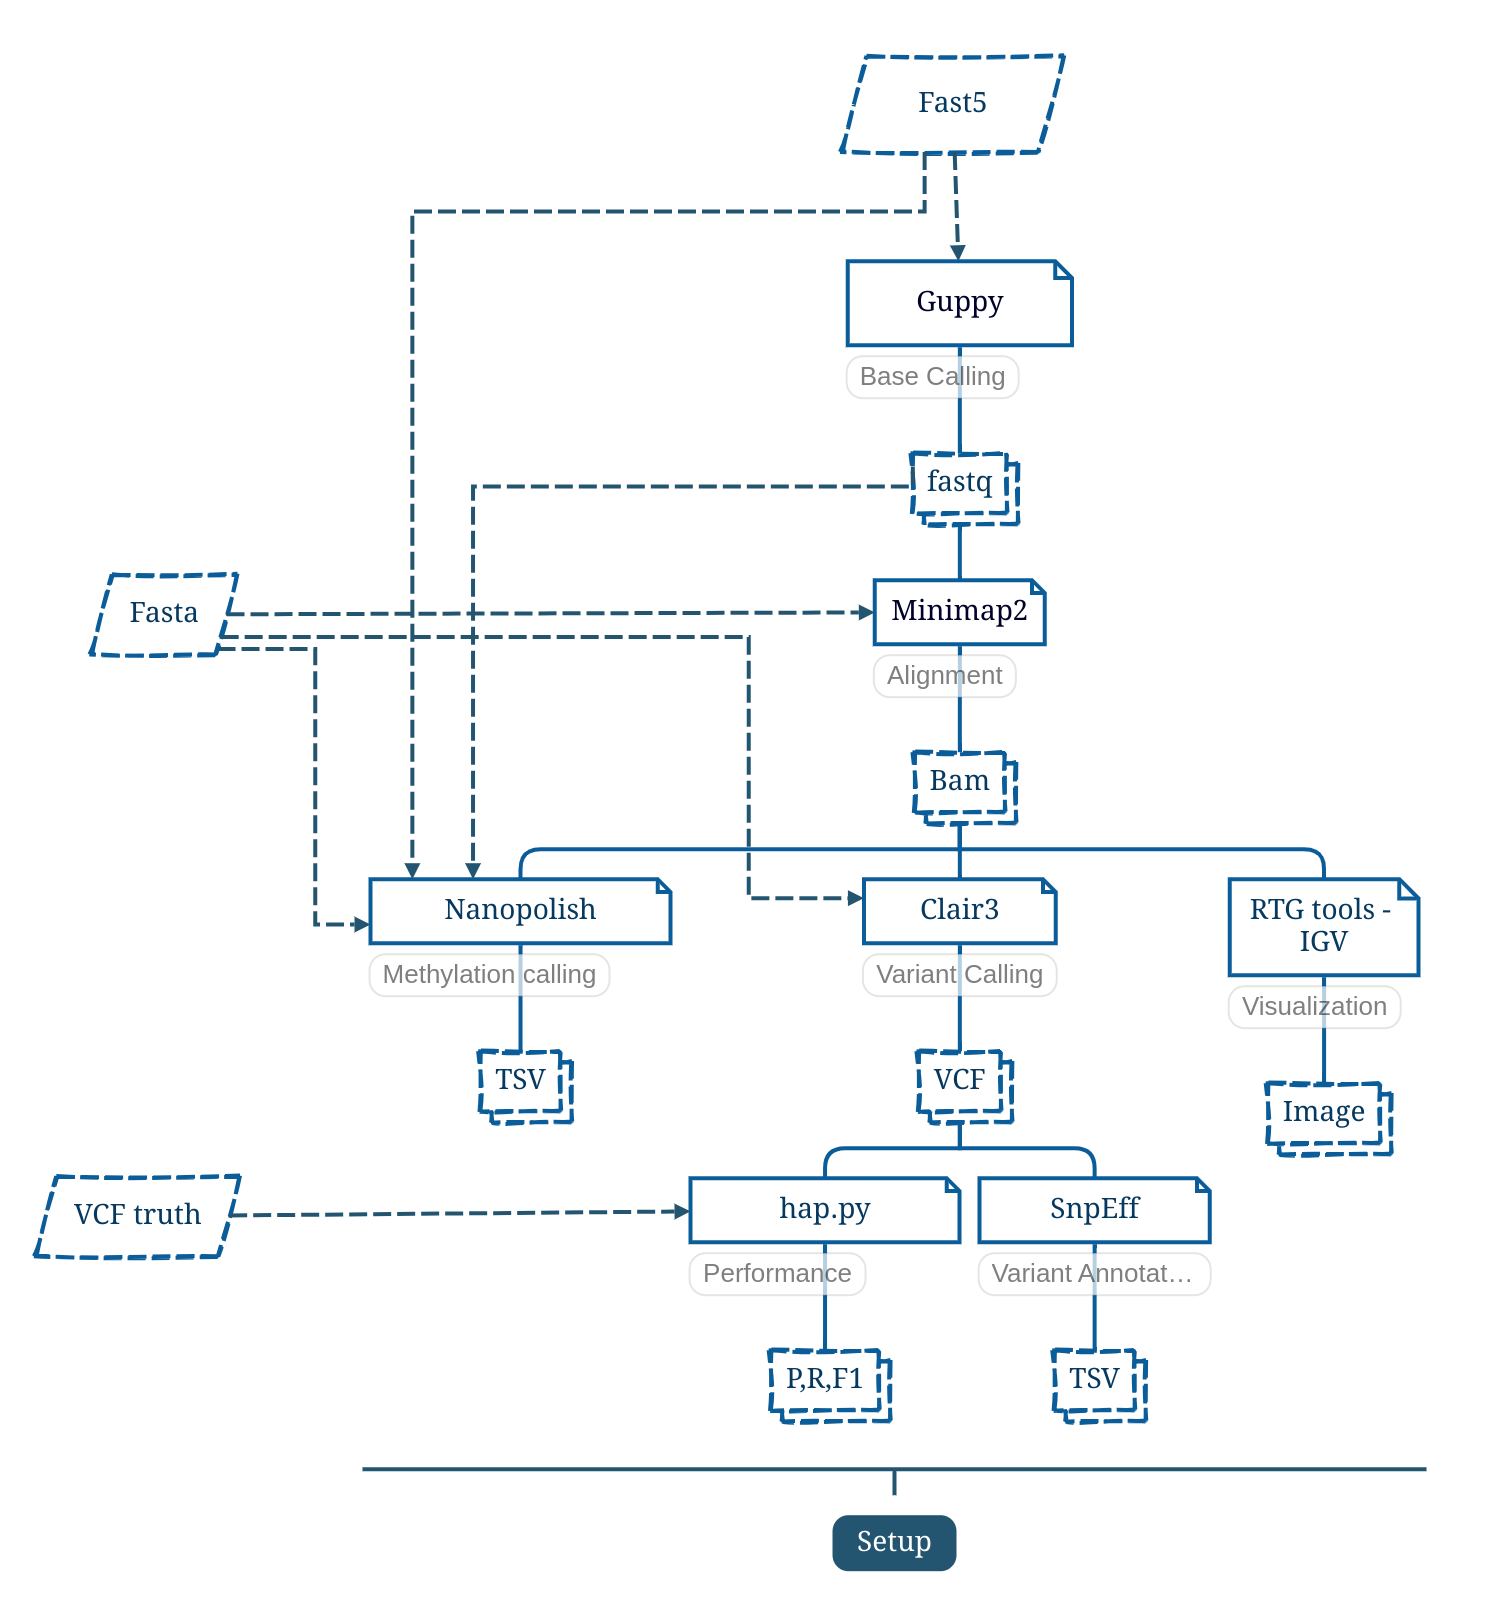 Fast5
Guppy
Base Calling
fastq
Fasta
Minimap2
Alignment
Bam
Nanopolish
Clair3
RTG tools -
IGV
Methylation calling
Variant Calling
Visualization
TSV
VCF
Image
VCF truth
hap.py
SnpEff
Performance
Variant Annotat...
P,R,F1
TSV
Setup